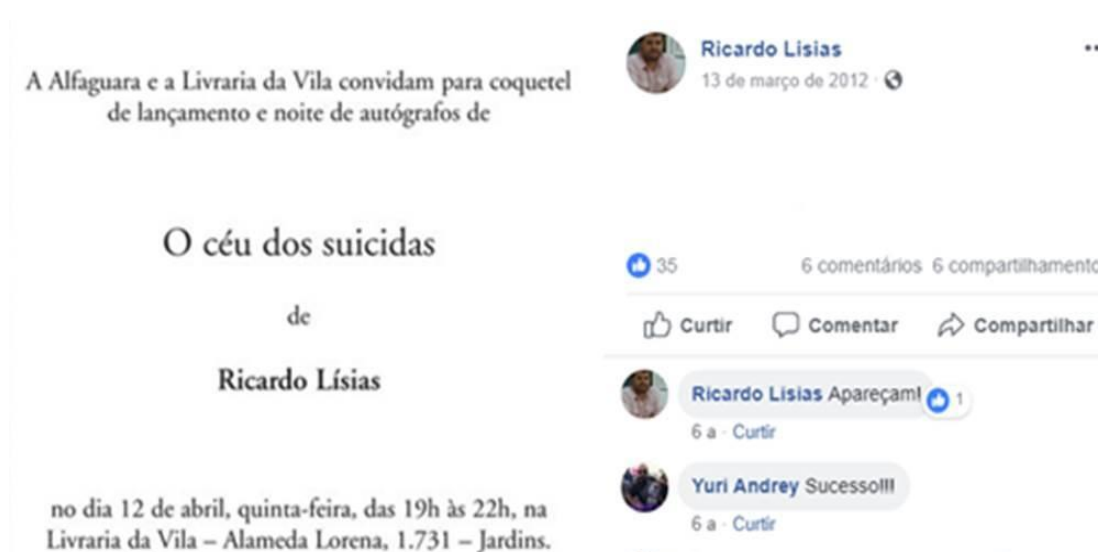 A Alfaguara e a Livraria da Vila convidam para coquetel
de lançamento e noite de autógrafos de
O céu dos suicidas
de
Ricardo Lísias
no dia 12 de abril, quinta-feira, das 19h às 22h, na
Livraria da Vila – Alameda Lorena, 1.731 – Jardins.
Ricardo Lisias
13 de março de 2012 ·
35
6 comentários 6 compartilhamento
Curtir Comentar Compartilhar
Ricardo Lisias Apareçam! 1
6 a · Curtir
Yuri Andrey Sucesso!!!
6 a · Curtir